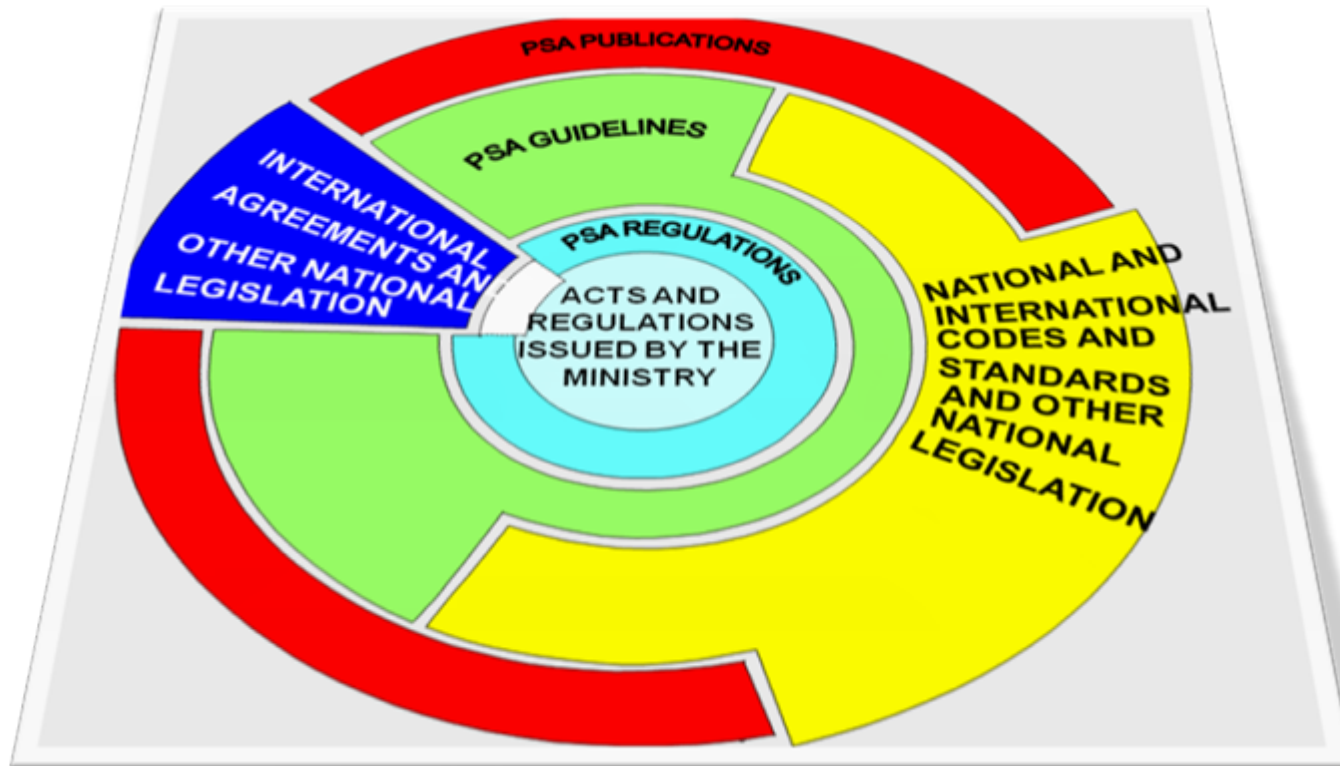 PSA PUBLICATIONS
PSA GUIDELINES
INTERNATIONAL
AGREEMENTS AN
OTHER NATIONAL
LEGISLATION
PSA REGULATIONS
ACTS AND
REGULATIONS
ISSUED BY THE
MINISTRY
NATIONAL AND
INTERNATIONAL
CODES AND
STANDARDS
AND OTHER
NATIONAL
LEGISLATION